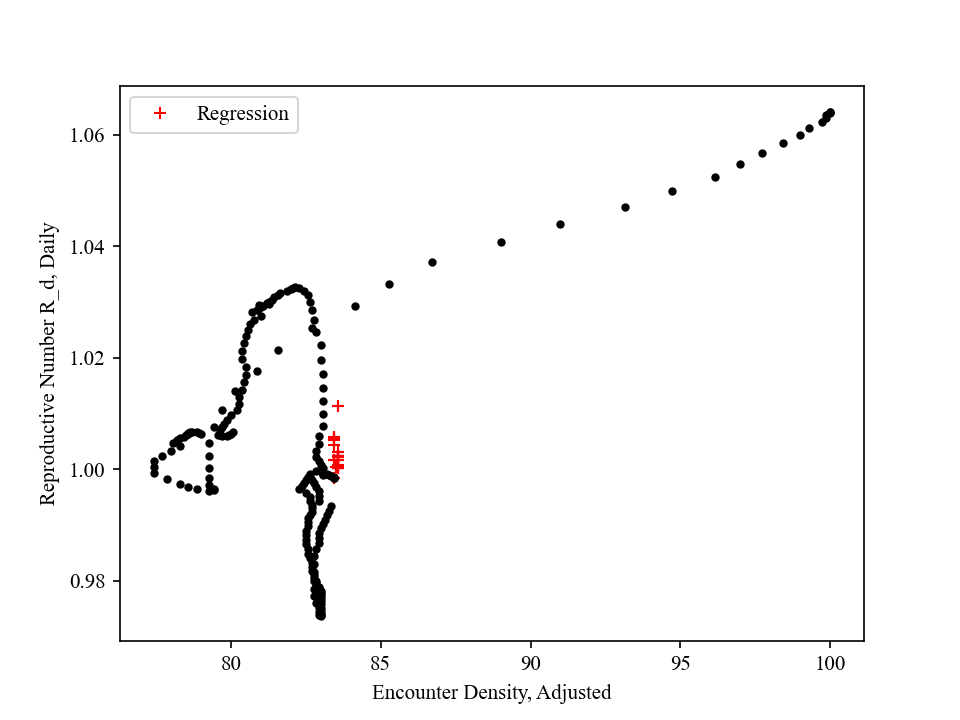 Regression
1.06
1.04
1.02
1.00
0.98
Reproductive Number R_d, Daily
80 85 90 95 100
Encounter Density, Adjusted